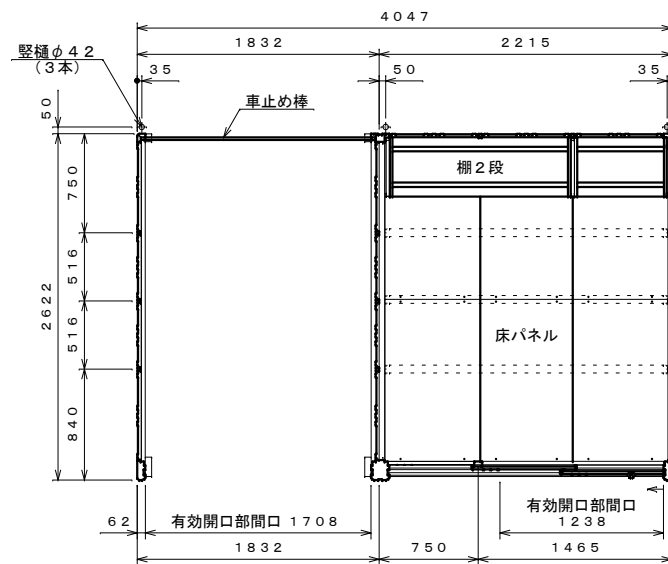 ４０４７
１８３２
２２１５
竪樋φ４２
（３本）
３５
５０
３５
車止め棒
５０
棚２段
７５０
５１６
２６２２
５１６
床パネル
８４０
有効開口部間口
６２
有効開口部間口 １７０８
１２３８
１８３２
７５０
１４６５